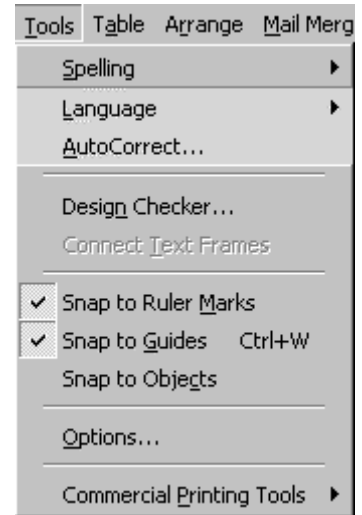 Tools Table Arrange Mail Merg
Spelling
Language
AutoCorrect...
Design Checker...
Connect Text Frames
Snap to Ruler Marks
Snap to Guides Ctrl+W
Snap to Objects
Options...
Commercial Printing Tools